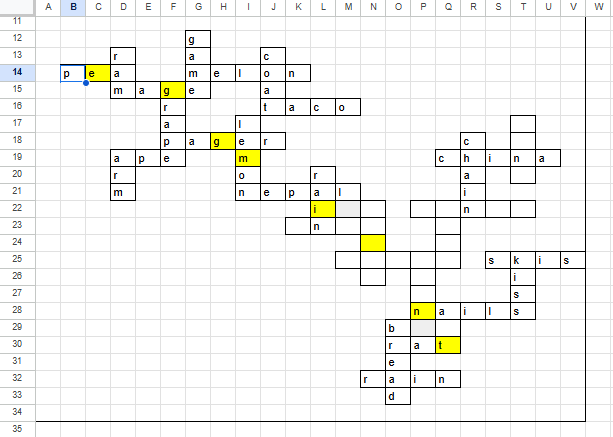 A B C D E F G H I J K L M N O P Q R S T U V
11
12 g
13 r a c
14 p e a m e l o n
15 m a g e a
16 r t a c o
17 a l
18 p a g e r c
19 a p e m c h i n a
20 r o r a
21 m n e p a l i
22 i n
23 n
24
25 s k i s
26 i
27 s
28 n a i l s
29 b
30 r a t
31 e
32 r a i n
33 d
34
35